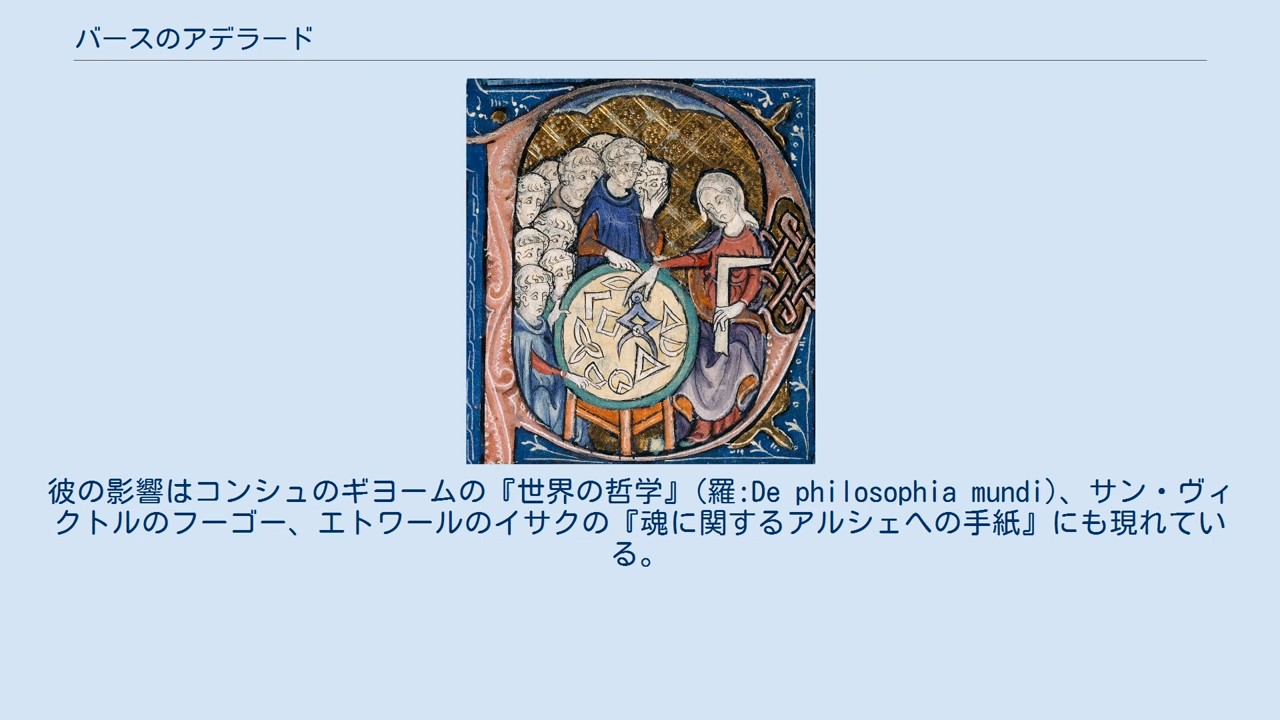 バースのアデラード
彼の影響はコンシュのギヨームの『世界の哲学』(羅:De philosophia mundi)、サン・ヴィ
クトルのフーゴー、エトワールのイサクの『魂に関するアルシェへの手紙』にも現れてい
る。